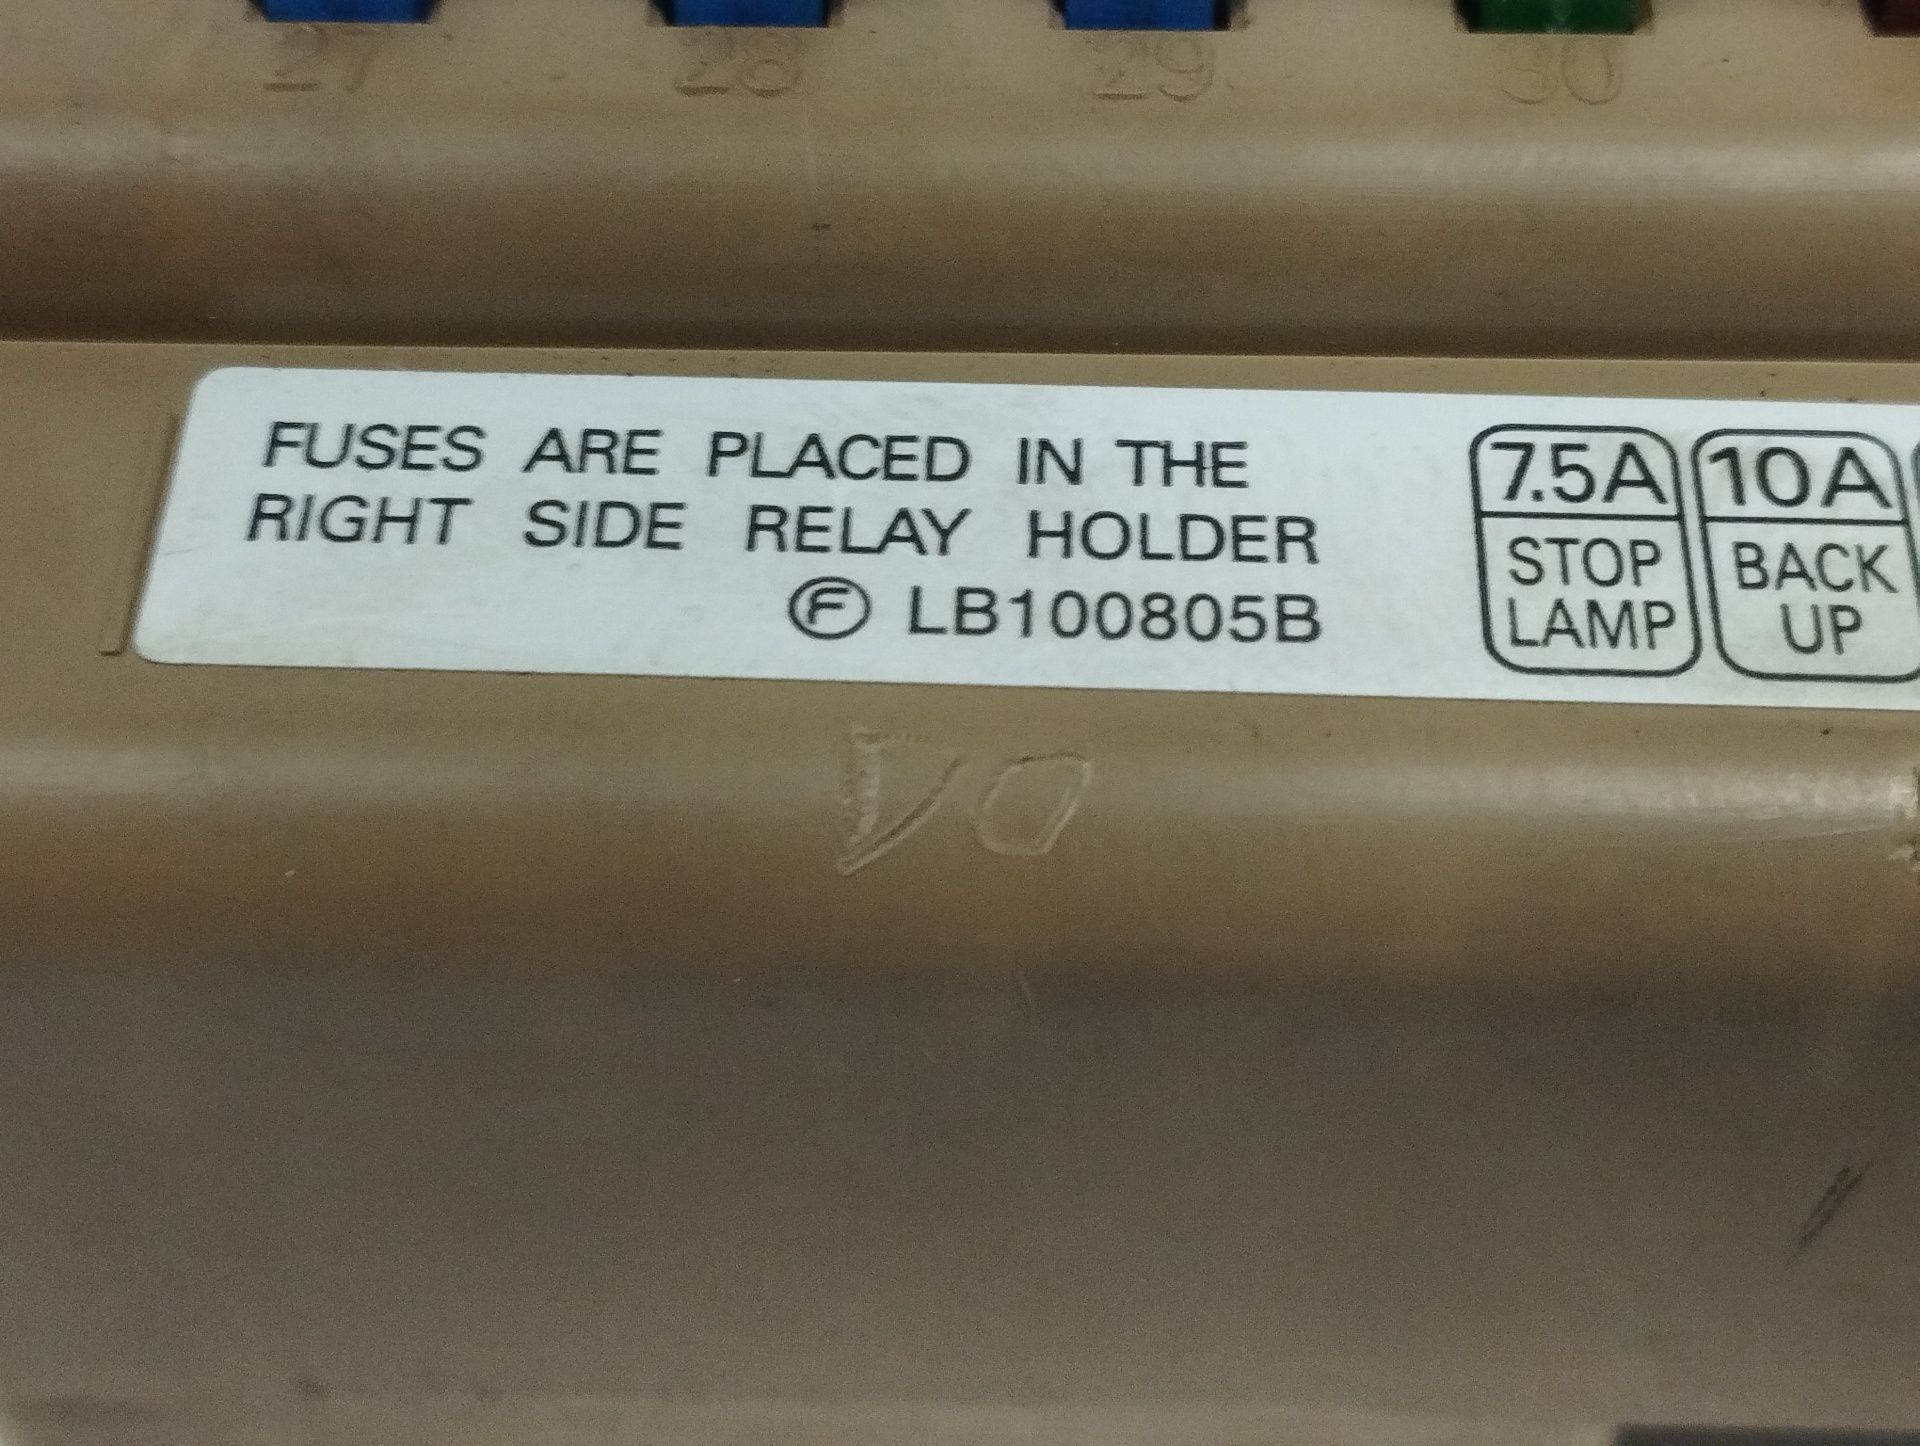 27 28 29 30
FUSES ARE PLACED IN THE
RIGHT SIDE RELAY HOLDER
Ⓕ LB100805B
7.5A
STOP
LAMP
10A
BACK
UP